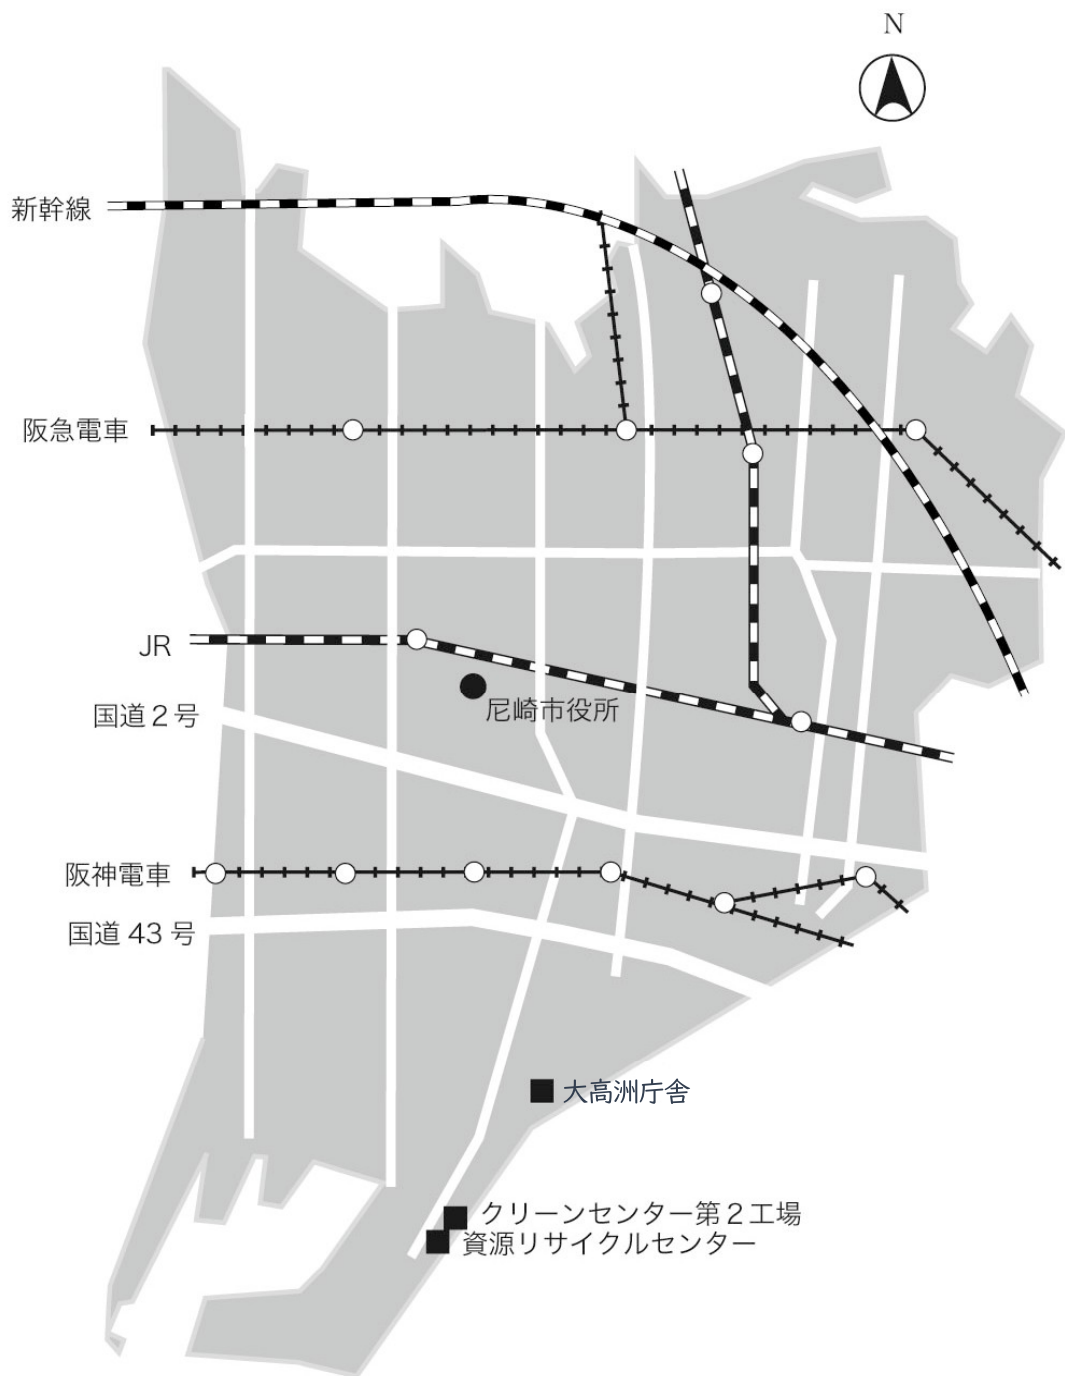 N
新幹線
阪急電車
JR
尼崎市役所
国道２号
阪神電車
国道 43 号
大高洲庁舎
クリーンセンター第２工場
資源リサイクルセンター